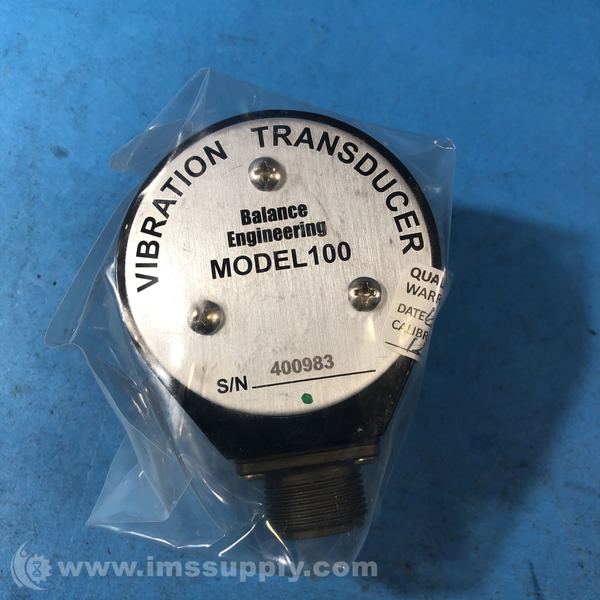 VIBRATION TRANSDUCER
Balance
Engineering
MODEL100
S/N 400983
QUAL
WARR
DATE
CALIBR
www.imssupply.com